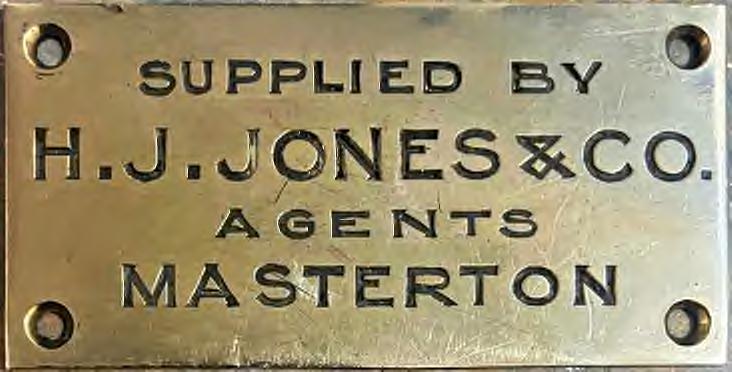 SUPPLIED BY
H.J.JONES & CO.
AGENTS
MASTERTON